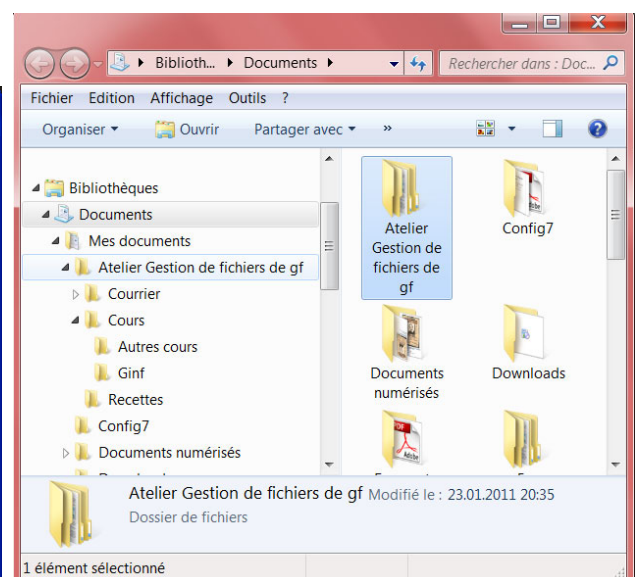 Biblioth... Documents
Rechercher dans : Doc...
Fichier Edition Affichage Outils ?
Organiser Ouvrir Partager avec »
Bibliothèques
Documents
Mes documents
Atelier Gestion de fichiers de gf
Courrier
Cours
Autres cours
Ginf
Recettes
Config7
Documents numérisés
Atelier
Gestion de
fichiers de
gf
Config7
Documents
numérisés
Downloads
Atelier Gestion de fichiers de gf Modifié le : 23.01.2011 20:35
Dossier de fichiers
1 élément sélectionné